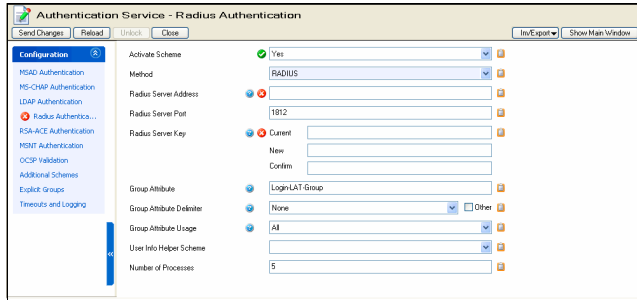 Authentication Service - Radius Authentication
Send Changes Reload Unlock Close Inv/Export Show Main Window
Configuration
MSAD Authentication
MS-CHAP Authentication
LDAP Authentication
Radius Authentica...
RSA-ACE Authentication
MSNT Authentication
OCSP Validation
Additional Schemes
Explicit Groups
Timeouts and Logging
Activate Scheme Yes
Method RADIUS
Radius Server Address
Radius Server Port 1812
Radius Server Key Current
New
Confirm
Group Attribute Login-LAT-Group
Group Attribute Delimiter None Other
Group Attribute Usage All
User Info Helper Scheme
Number of Processes 5